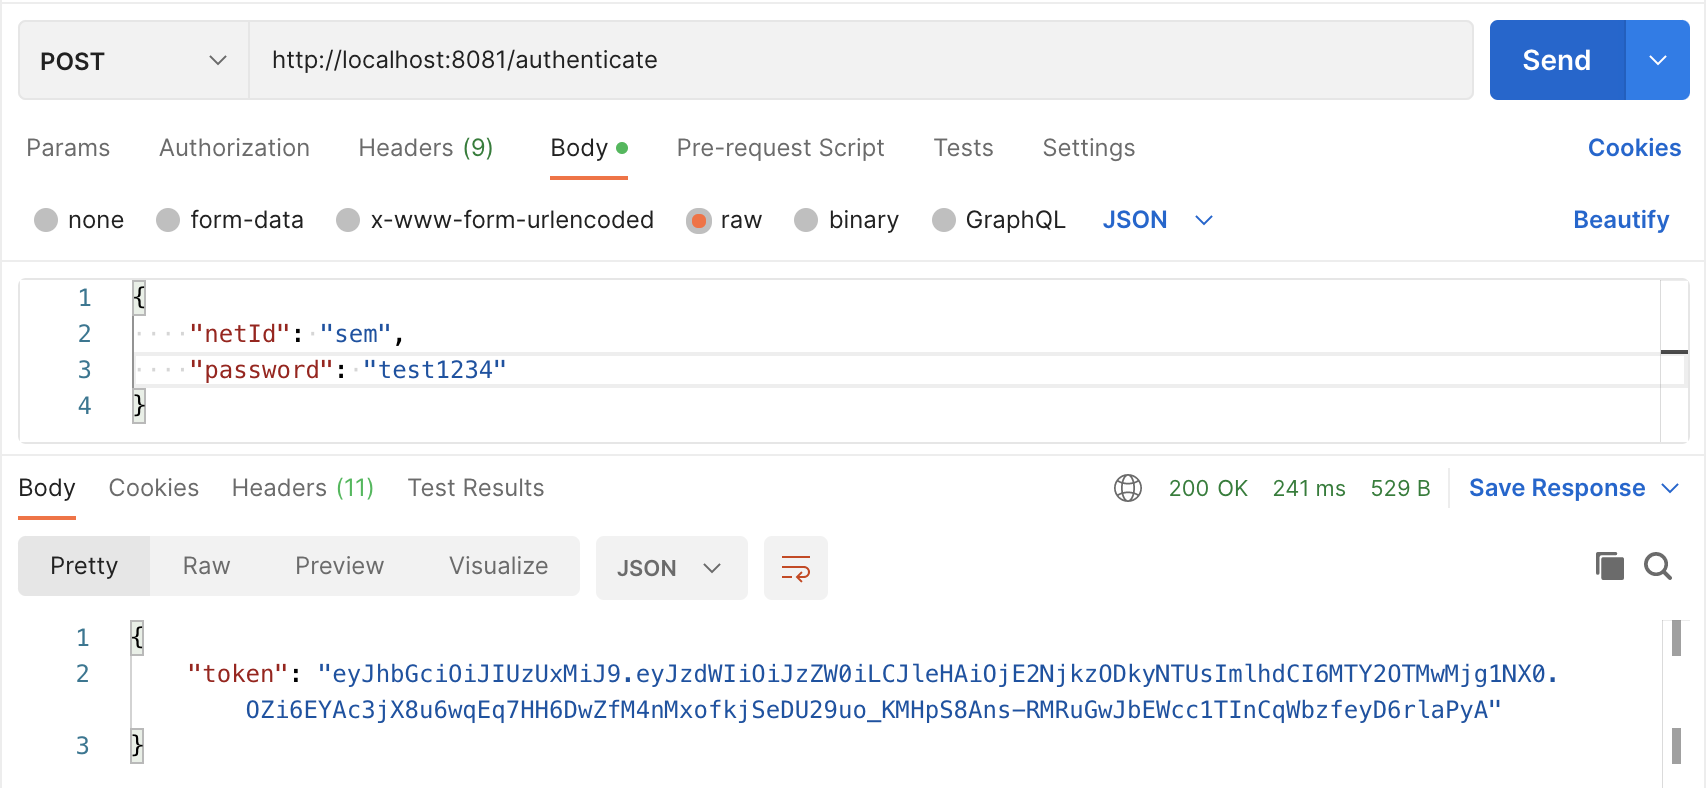 POST http://localhost:8081/authenticate Send
Params Authorization Headers (9) Body Pre-request Script Tests Settings Cookies
none form-data x-www-form-urlencoded raw binary GraphQL JSON Beautify
1 {
2 "netId": "sem",
3 "password": "test1234"
4 }
Body Cookies Headers (11) Test Results 200 OK 241 ms 529 B Save Response
Pretty Raw Preview Visualize JSON
1 {
2 "token": "eyJhbGciOiJIUzUxMiJ9.eyJzdWIiOiJzZW0iLCJleHAiOjE2NjkzODkyNTUsImlhdCI6MTY2OTMwMjg1NX0.
OZi6EYAc3jX8u6wqEq7HH6DwZfM4nMxofkjSeDU29uo_KMHpS8Ans-RMRuGwJbEWcc1TInCqWbzfeyD6rlaPyA"
3 }